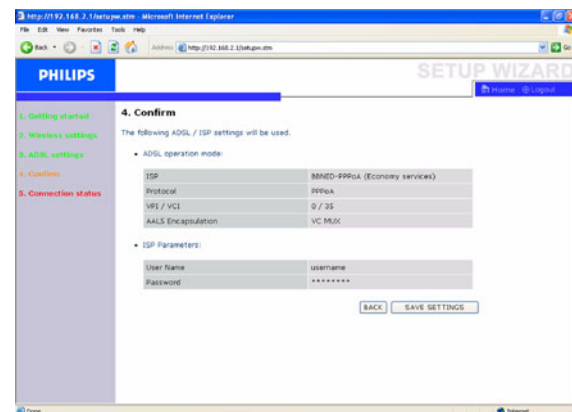 http://192.168.2.1/setupw.stm - Microsoft Internet Explorer
File Edit View Favorites Tools Help
Back
Address http://192.168.2.1/setupw.stm Go
PHILIPS
SETUP WIZARD
Home Logout
1. Getting started
2. Wireless settings
3. ADSL settings
4. Confirm
5. Connection status
4. Confirm
The following ADSL / ISP settings will be used.
• ADSL operation mode:
ISP BBNED-PPPoA (Economy services)
Protocol PPPoA
VPI / VCI 0 / 35
AAL5 Encapsulation VC MUX
• ISP Parameters:
User Name username
Password ********
BACK SAVE SETTINGS
Done Internet